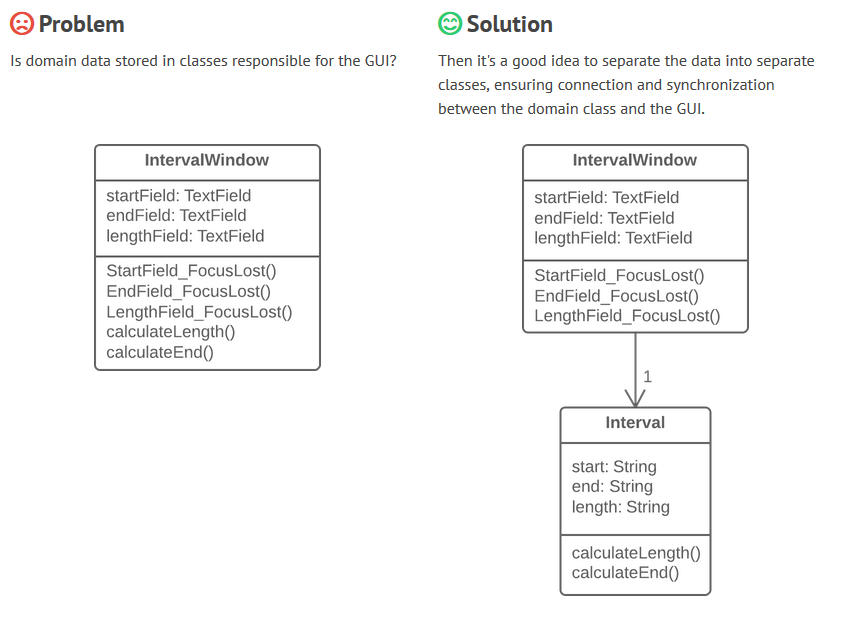 Problem
Is domain data stored in classes responsible for the GUI?
IntervalWindow
startField: TextField
endField: TextField
lengthField: TextField
StartField_FocusLost()
EndField_FocusLost()
LengthField_FocusLost()
calculateLength()
calculateEnd()
Solution
Then it's a good idea to separate the data into separate
classes, ensuring connection and synchronization
between the domain class and the GUI.
IntervalWindow
startField: TextField
endField: TextField
lengthField: TextField
StartField_FocusLost()
EndField_FocusLost()
LengthField_FocusLost()
1
Interval
start: String
end: String
length: String
calculateLength()
calculateEnd()